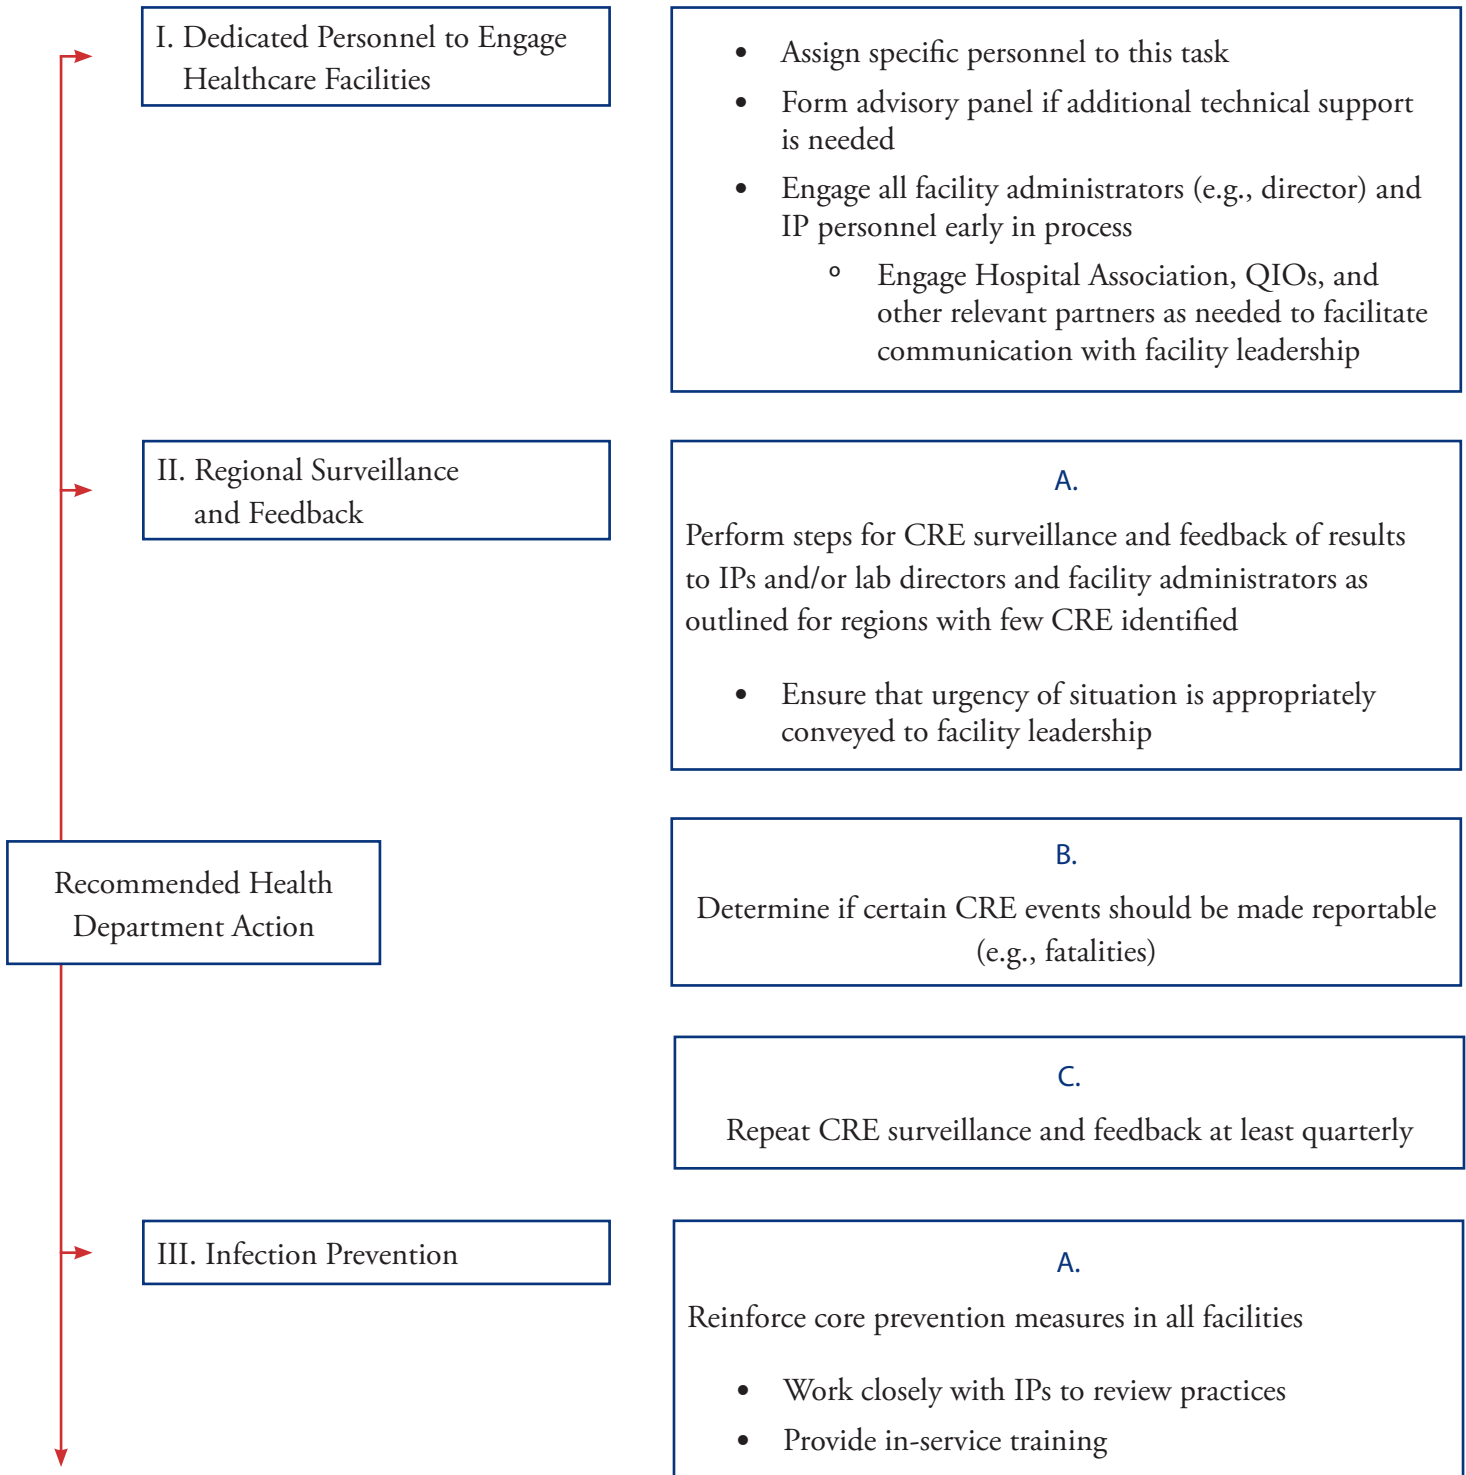 I. Dedicated Personnel to Engage
Healthcare Facilities
• Assign specific personnel to this task
• Form advisory panel if additional technical support
is needed
• Engage all facility administrators (e.g., director) and
IP personnel early in process
º Engage Hospital Association, QIOs, and
other relevant partners as needed to facilitate
communication with facility leadership
II. Regional Surveillance
and Feedback
A.
Perform steps for CRE surveillance and feedback of results
to IPs and/or lab directors and facility administrators as
outlined for regions with few CRE identified
• Ensure that urgency of situation is appropriately
conveyed to facility leadership
Recommended Health
Department Action
B.
Determine if certain CRE events should be made reportable
(e.g., fatalities)
C.
Repeat CRE surveillance and feedback at least quarterly
III. Infection Prevention
A.
Reinforce core prevention measures in all facilities
• Work closely with IPs to review practices
• Provide in-service training